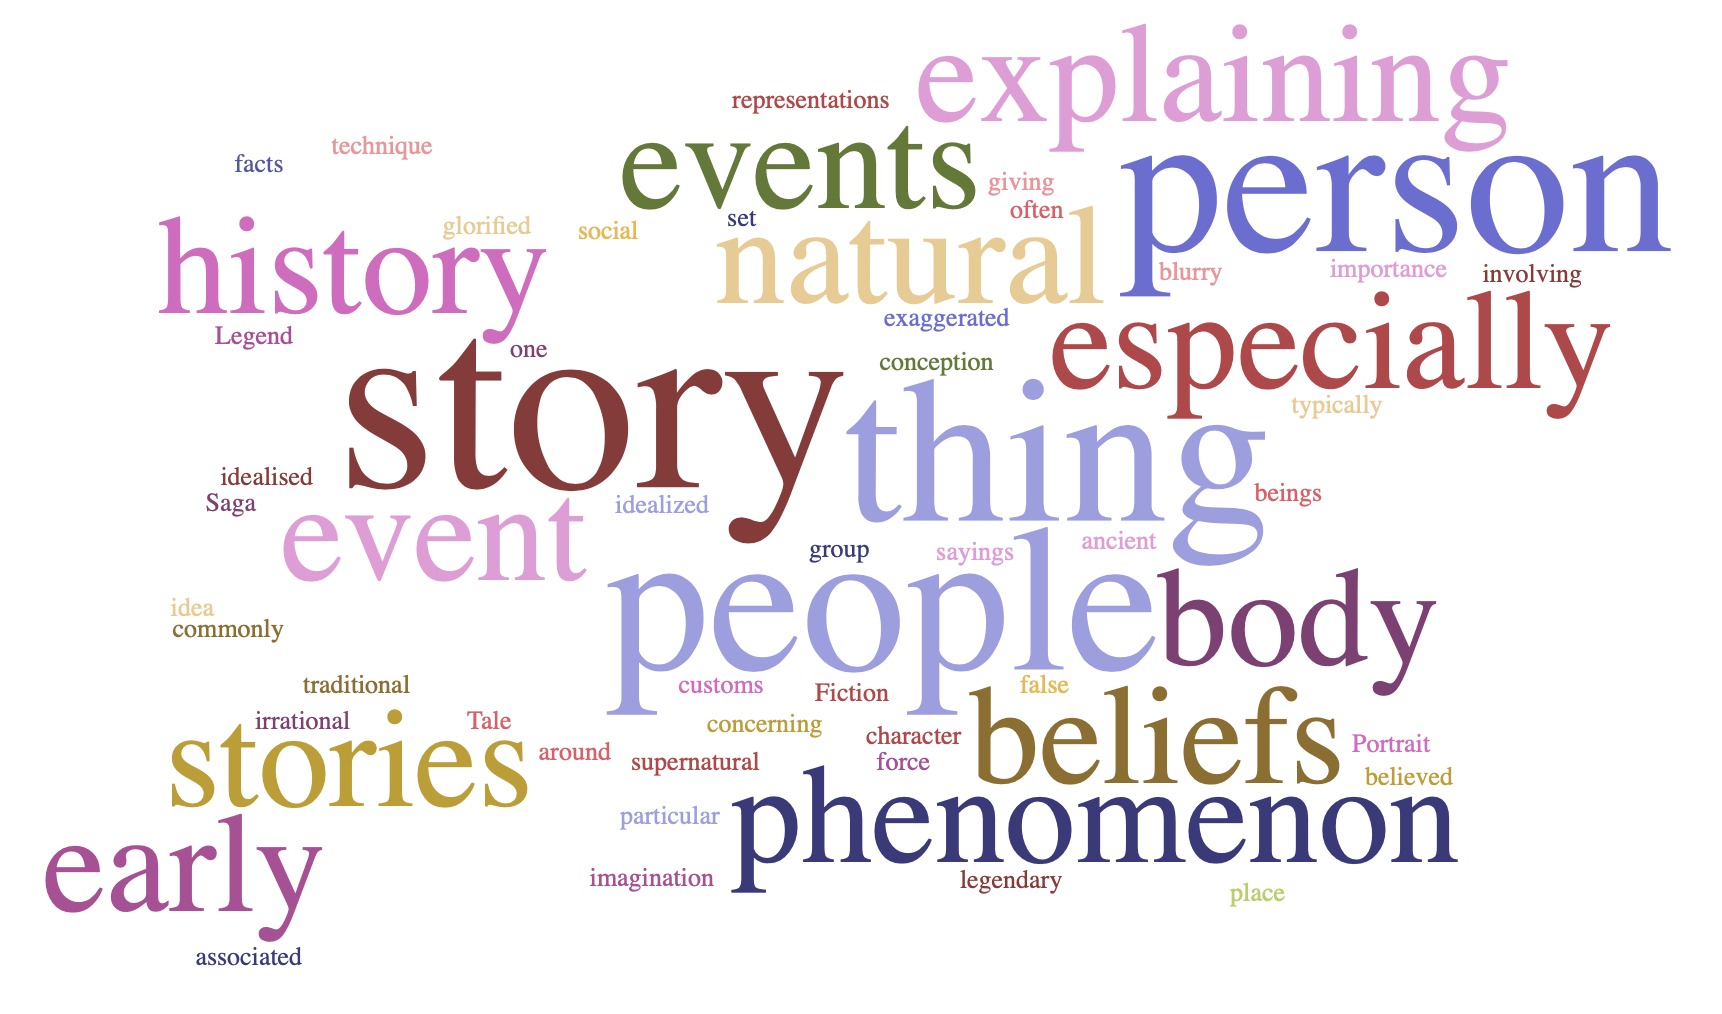 explaining
representations
events
technique
facts
person
giving
often
set
history
glorified
social
natural
blurry
importance
involving
exaggerated
Legend
one
especially
conception
story
thing
typically
idealised
Saga
idealized
beings
event
group
sayings
ancient
people
body
idea
commonly
traditional
customs
Fiction
false
irrational
Tale
concerning
beliefs
stories
around
supernatural
character
force
Portrait
believed
particular
phenomenon
early
imagination
legendary
place
associated